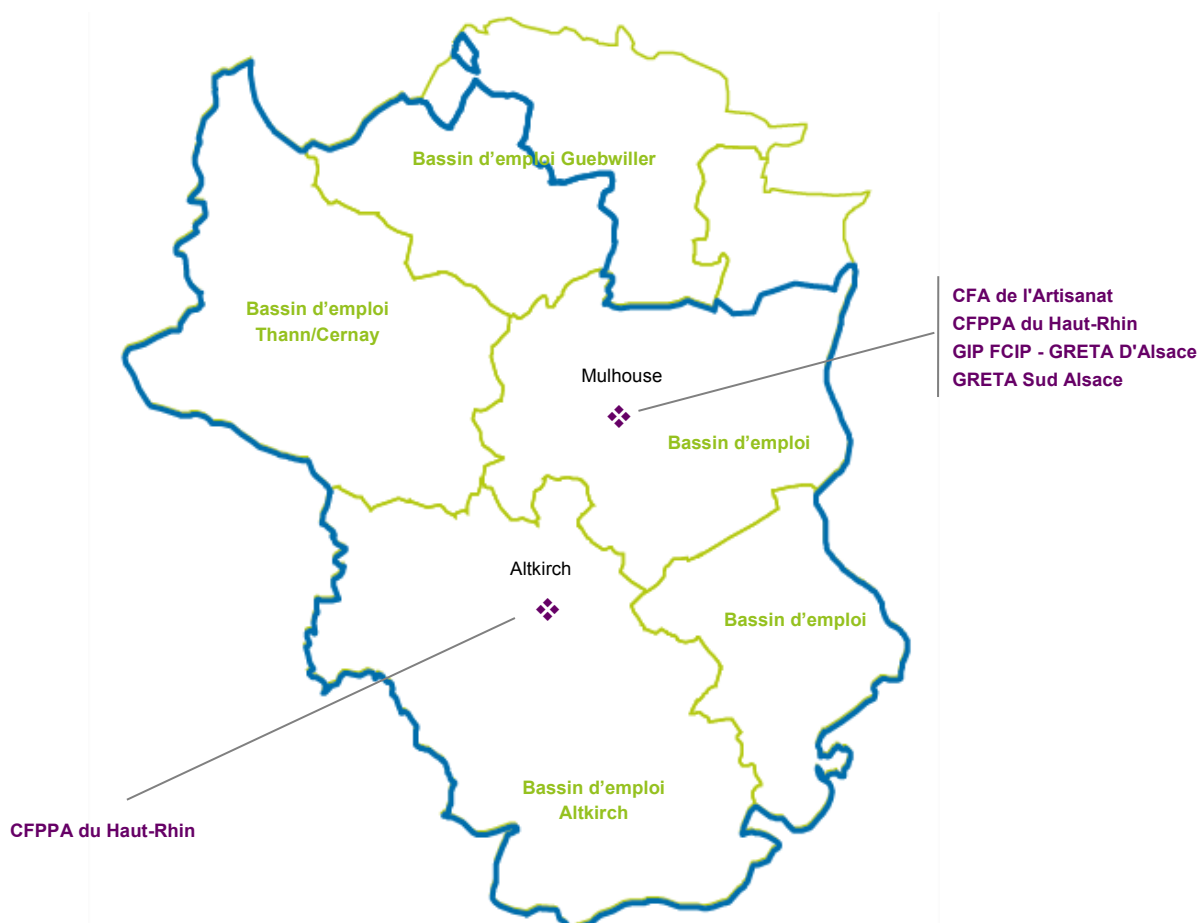 Bassin d'emploi Guebwiller
Bassin d'emploi
Thann/Cernay
CFA de l'Artisanat
CFPPA du Haut-Rhin
GIP FCIP - GRETA D'Alsace
GRETA Sud Alsace
Mulhouse
Bassin d'emploi
Altkirch
Bassin d'emploi
Bassin d'emploi
Altkirch
CFPPA du Haut-Rhin